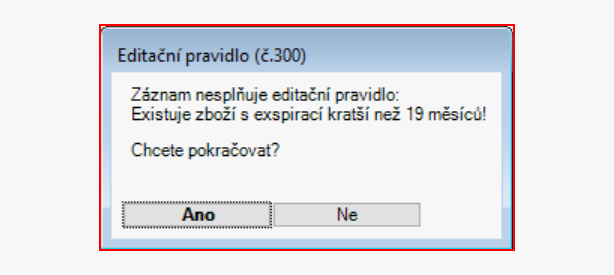 Editační pravidlo (č.300)
Záznam nesplňuje editační pravidlo:
Existuje zboží s exspirací kratší než 19 měsíců!
Chcete pokračovat?
Ano
Ne